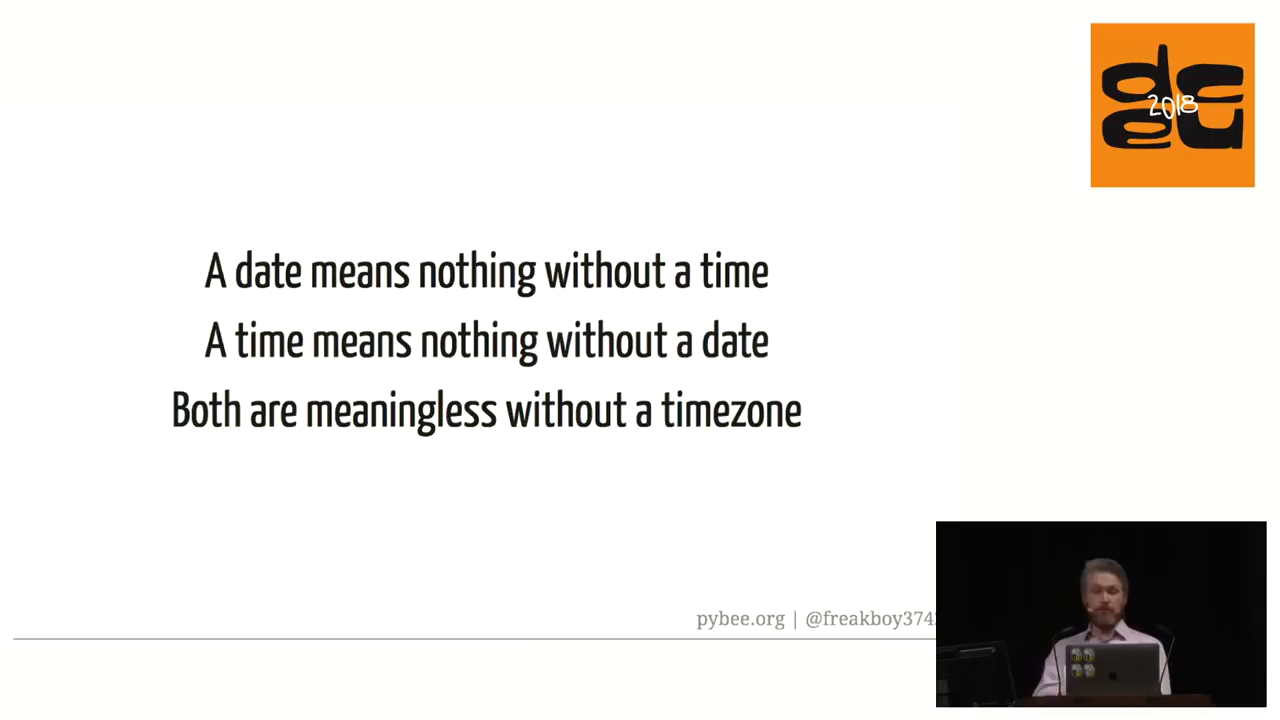 2018
A date means nothing without a time
A time means nothing without a date
Both are meaningless without a timezone
pybee.org | @freakboy374